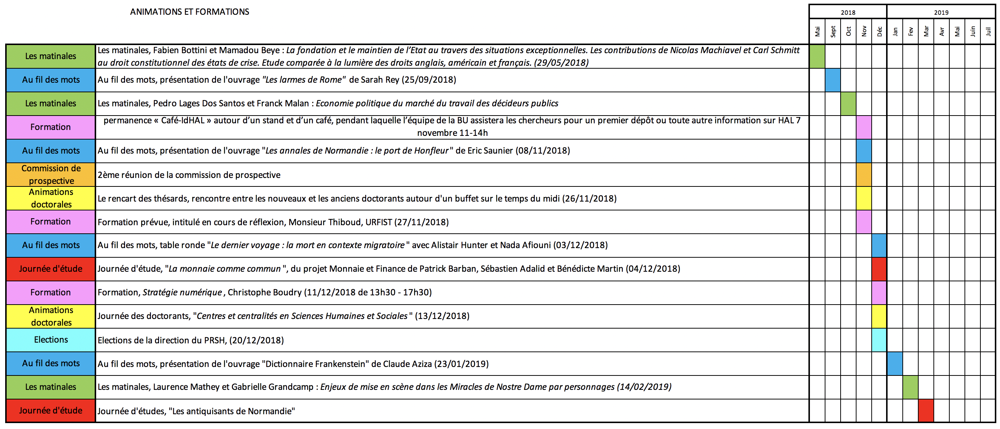 ANIMATIONS ET FORMATIONS
2018 2019
Mai Sept Oct Nov Déc Jan Fev Mar Avr Mai Juin Juil
Les matinales
Les matinales, Fabien Bottini et Mamadou Beye : La fondation et le maintien de l’Etat au travers des situations exceptionnelles. Les contributions de Nicolas Machiavel et Carl Schmitt
au droit constitutionnel des états de crise. Etude comparée à la lumière des droits anglais, américain et français. (29/05/2018)
Au fil des mots
Au fil des mots, présentation de l'ouvrage "Les larmes de Rome" de Sarah Rey (25/09/2018)
Les matinales
Les matinales, Pedro Lages Dos Santos et Franck Malan : Economie politique du marché du travail des décideurs publics
Formation
permanence « Café-IdHAL » autour d’un stand et d’un café, pendant laquelle l’équipe de la BU assistera les chercheurs pour un premier dépôt ou toute autre information sur HAL 7
novembre 11-14h
Au fil des mots
Au fil des mots, présentation de l'ouvrage "Les annales de Normandie : le port de Honfleur" de Eric Saunier (08/11/2018)
Commission de
prospective
2ème réunion de la commission de prospective
Animations
doctorales
Le rencart des thésards, rencontre entre les nouveaux et les anciens doctorants autour d'un buffet sur le temps du midi (26/11/2018)
Formation
Formation prévue, intitulé en cours de réflexion, Monsieur Thiboud, URFIST (27/11/2018)
Au fil des mots
Au fil des mots, table ronde "Le dernier voyage : la mort en contexte migratoire" avec Alistair Hunter et Nada Afiouni (03/12/2018)
Journée d'étude
Journée d'étude, "La monnaie comme commun", du projet Monnaie et Finance de Patrick Barban, Sébastien Adalid et Bénédicte Martin (04/12/2018)
Formation
Formation, Stratégie numérique, Christophe Boudry (11/12/2018 de 13h30 - 17h30)
Animations
doctorales
Journée des doctorants, "Centres et centralités en Sciences Humaines et Sociales" (13/12/2018)
Elections
Elections de la direction du PRSH, (20/12/2018)
Au fil des mots
Au fil des mots, présentation de l'ouvrage "Dictionnaire Frankenstein" de Claude Aziza (23/01/2019)
Les matinales
Les matinales, Laurence Mathey et Gabrielle Grandcamp : Enjeux de mise en scène dans les Miracles de Nostre Dame par personnages (14/02/2019)
Journée d'étude
Journée d'études, "Les antiquisants de Normandie"